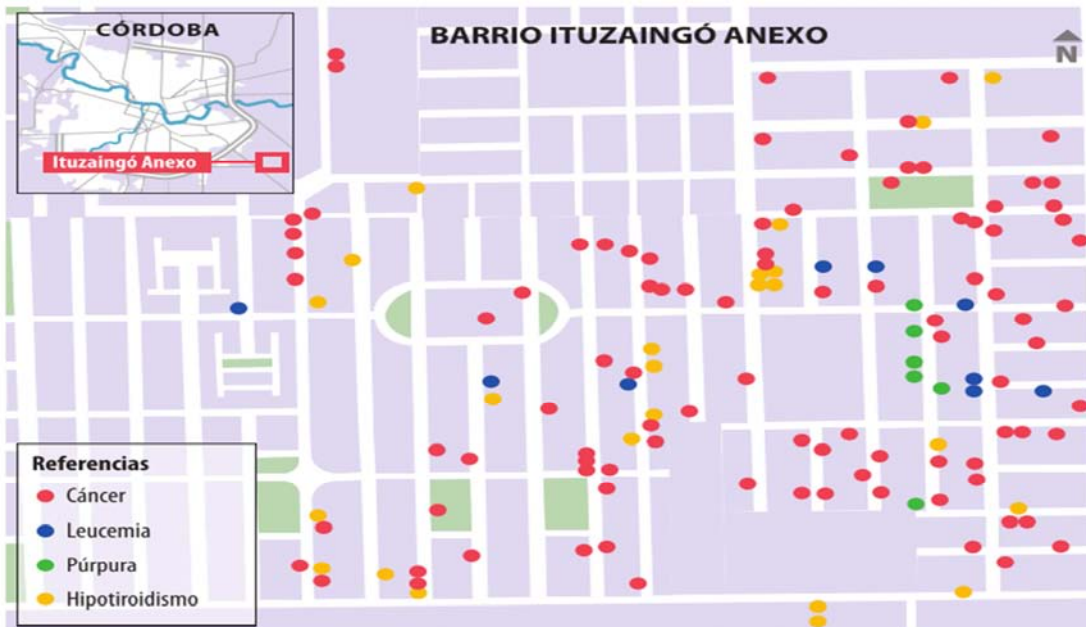 CÓRDOBA
BARRIO ITUZAINGÓ ANEXO
N
Ituzaingó Anexo
Referencias
Cáncer
Leucemia
Púrpura
Hipotiroidismo